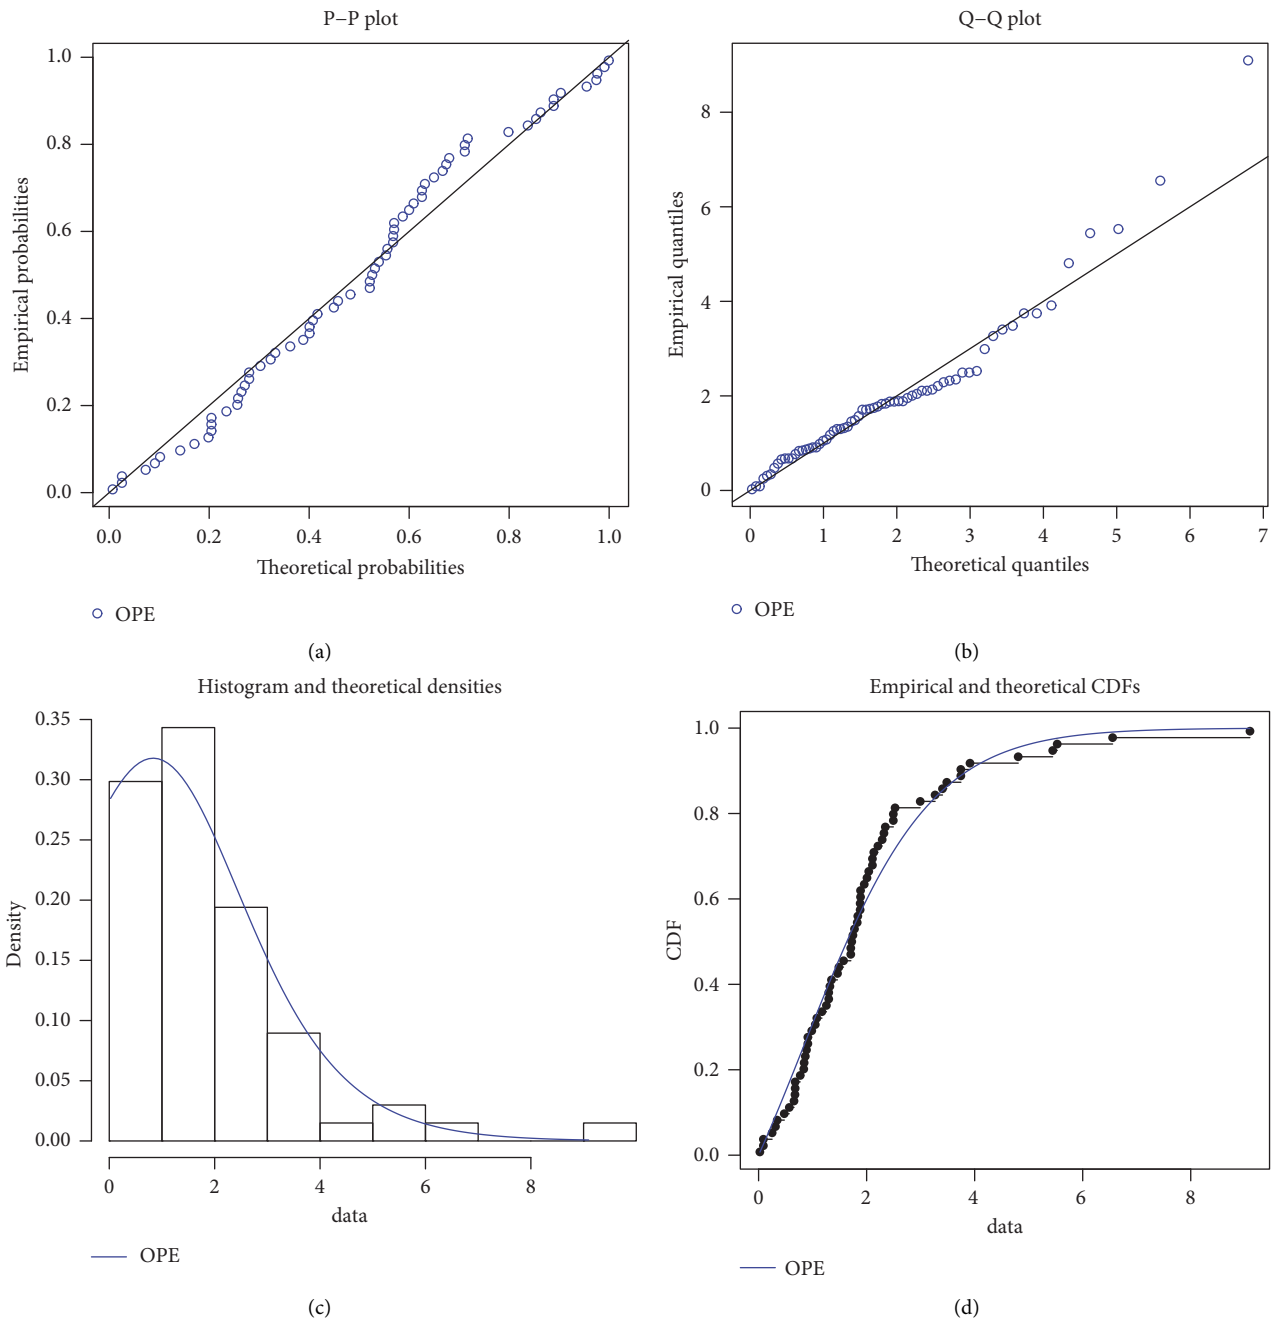 P−P plot
1.0
0.8
0.6
0.4
0.2
0.0
Empirical probabilities
0.0 0.2 0.4 0.6 0.8 1.0
Theoretical probabilities
OPE
(a)
Q−Q plot
8
6
4
2
0
Empirical quantiles
0 1 2 3 4 5 6 7
Theoretical quantiles
OPE
(b)
Histogram and theoretical densities
0.35
0.30
0.25
0.20
0.15
0.10
0.05
0.00
Density
0 2 4 6 8
data
OPE
(c)
Empirical and theoretical CDFs
1.0
0.8
0.6
0.4
0.2
0.0
CDF
0 2 4 6 8
data
OPE
(d)